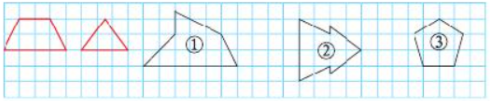 ① ② ③